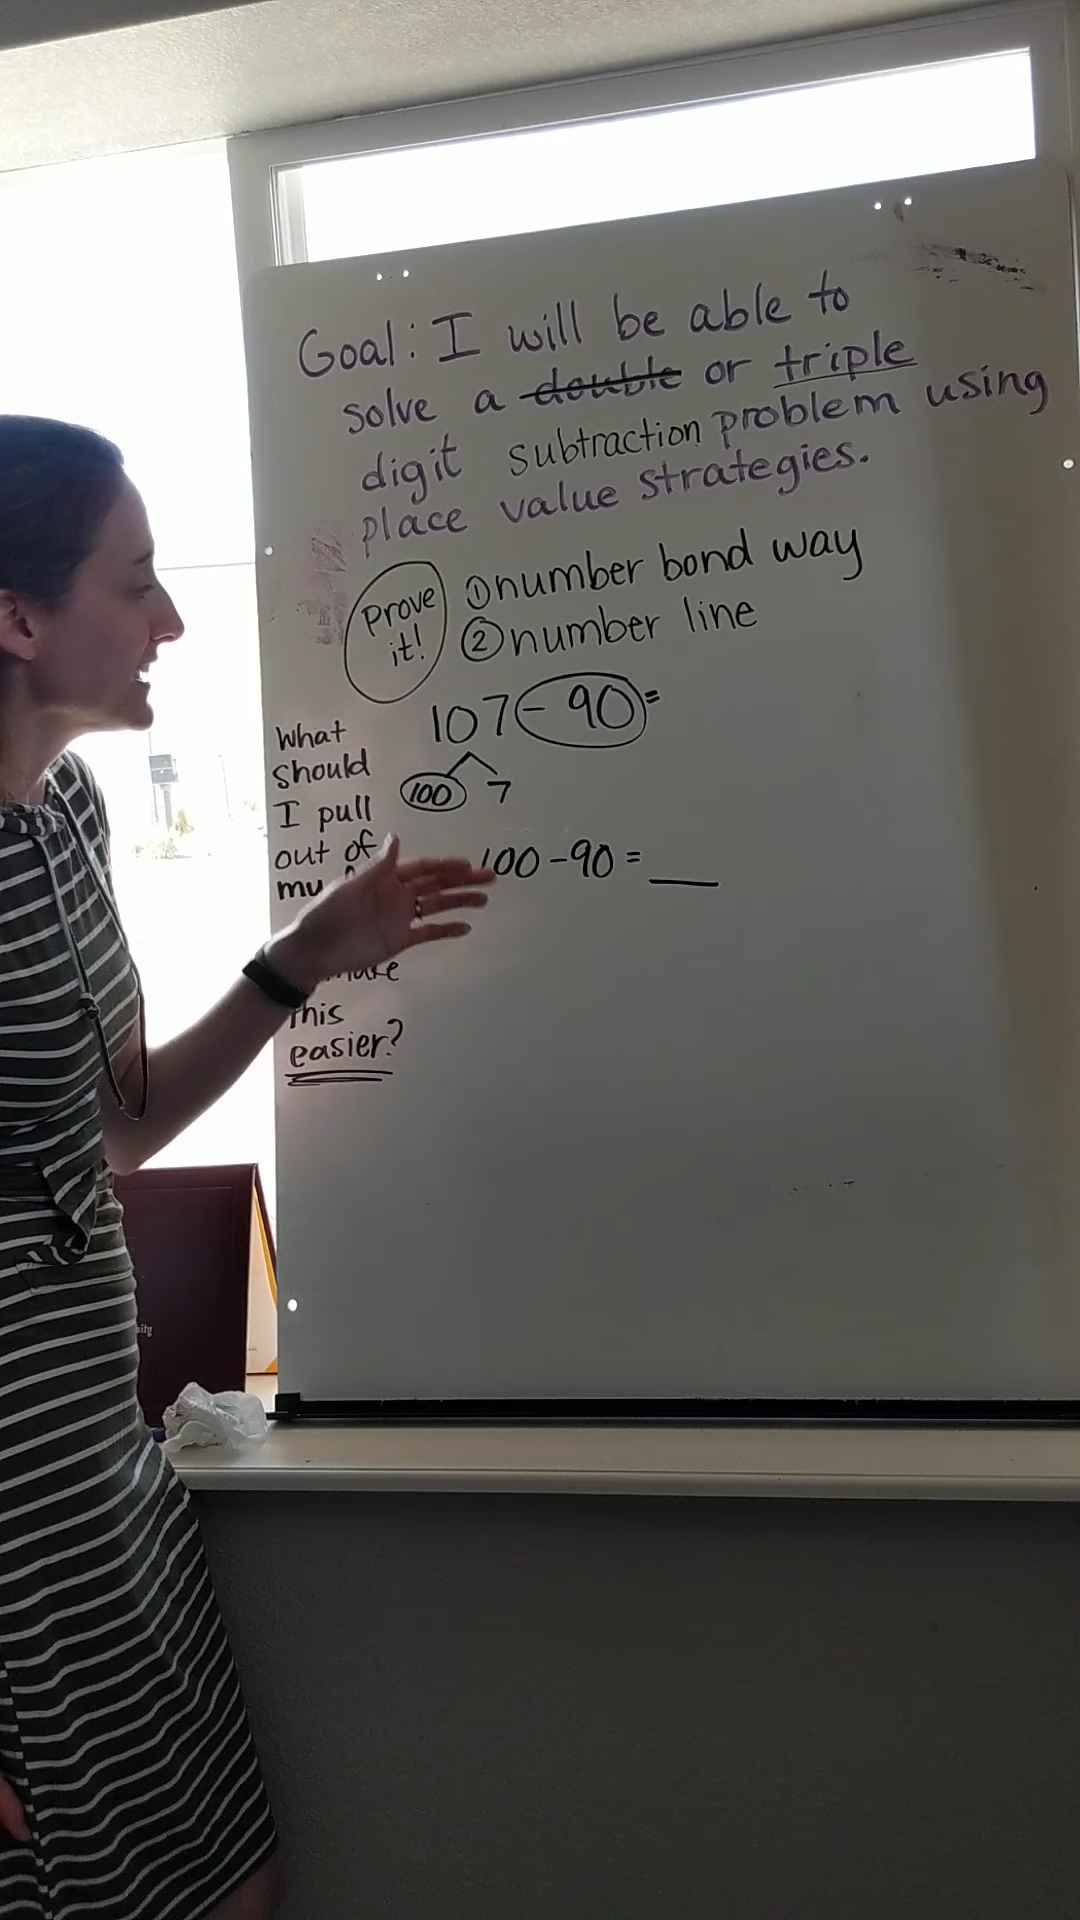 Goal: I will be able to
solve a double or triple
digit subtraction problem using
place value strategies.
Prove
it!
① number bond way
② number line
107 - 90 =
100 7
100 - 90 = ___
What
should
I pull
out of
this
easier?